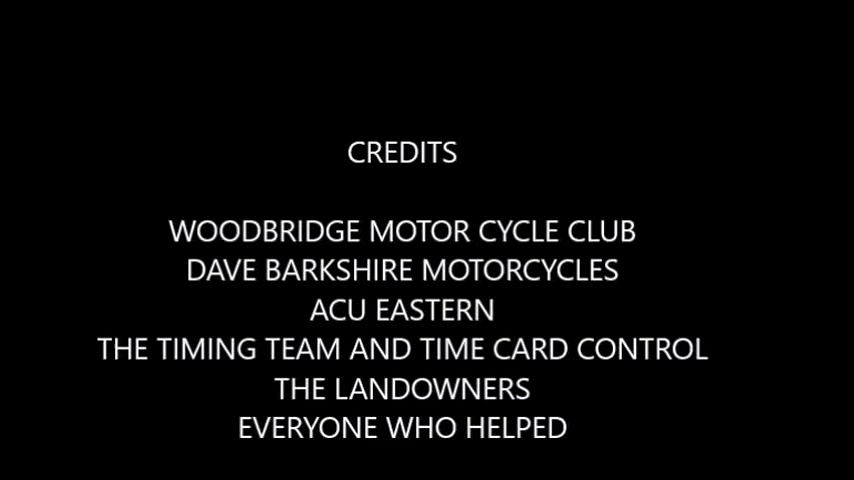 CREDITS
WOODBRIDGE MOTOR CYCLE CLUB
DAVE BARKSHIRE MOTORCYCLES
ACU EASTERN
THE TIMING TEAM AND TIME CARD CONTROL
THE LANDOWNERS
EVERYONE WHO HELPED